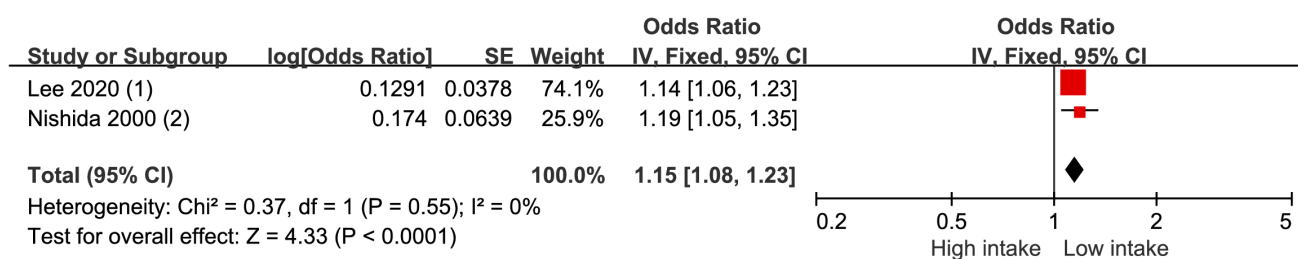 Odds Ratio Odds Ratio
Study or Subgroup log[Odds Ratio] SE Weight IV, Fixed, 95% CI IV, Fixed, 95% CI
Lee 2020 (1) 0.1291 0.0378 74.1% 1.14 [1.06, 1.23]
Nishida 2000 (2) 0.174 0.0639 25.9% 1.19 [1.05, 1.35]
Total (95% CI) 100.0% 1.15 [1.08, 1.23]
Heterogeneity: Chi² = 0.37, df = 1 (P = 0.55); I² = 0%
Test for overall effect: Z = 4.33 (P < 0.0001)
0.2 0.5 1 2 5
High intake Low intake